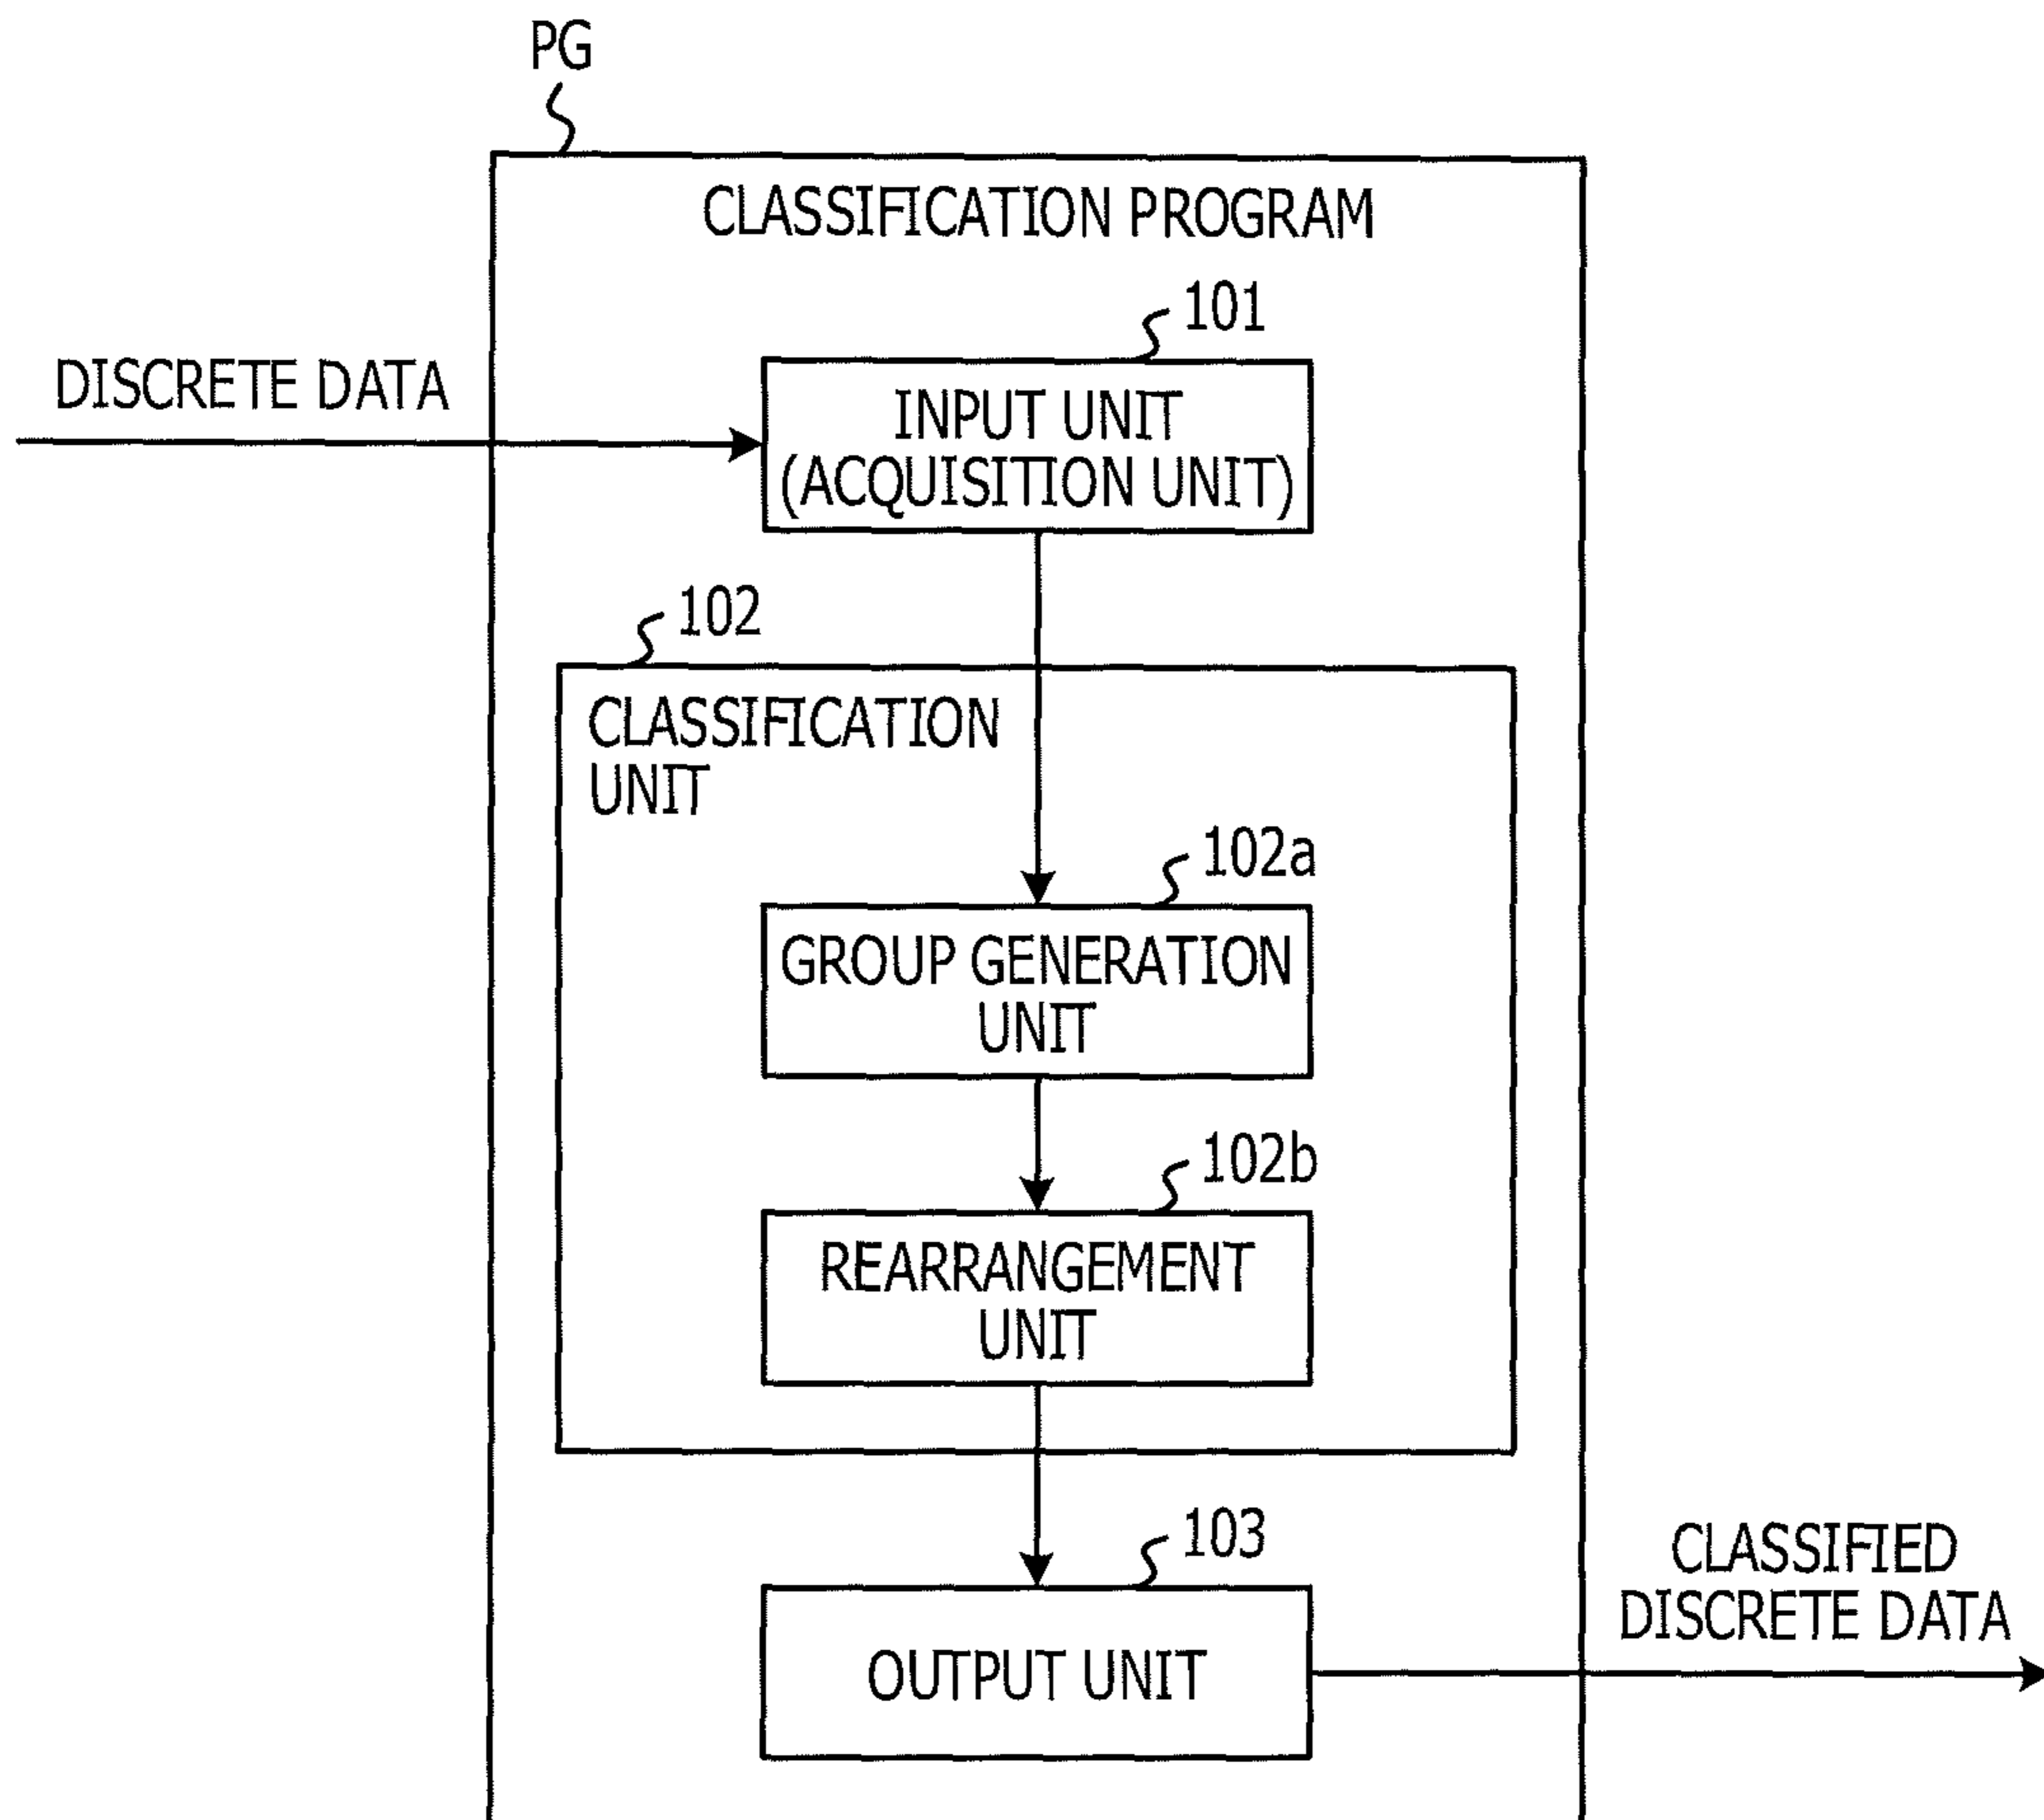 PG
CLASSIFICATION PROGRAM
101
DISCRETE DATA
INPUT UNIT
(ACQUISITION UNIT)
102
CLASSIFICATION
UNIT
102a
GROUP GENERATION
UNIT
102b
REARRANGEMENT
UNIT
103
OUTPUT UNIT
CLASSIFIED
DISCRETE DATA